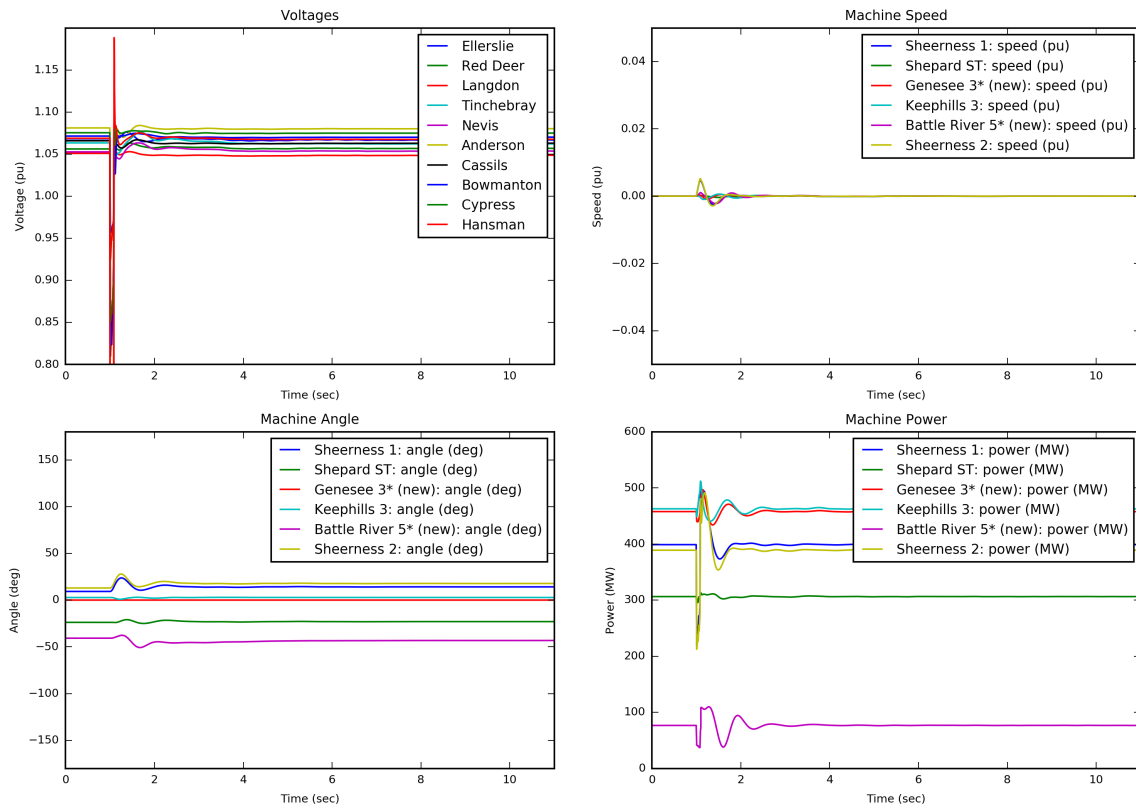 Voltages
1.15
1.10
1.05
1.00
0.95
0.90
0.85
0.80
Voltage (pu)
0 2 4 6 8 10
Time (sec)
Ellerslie
Red Deer
Langdon
Tinchebray
Nevis
Anderson
Cassils
Bowmanton
Cypress
Hansman
Machine Speed
0.04
0.02
0.00
−0.02
−0.04
Speed (pu)
0 2 4 6 8 10
Time (sec)
Sheerness 1: speed (pu)
Shepard ST: speed (pu)
Genesee 3* (new): speed (pu)
Keephills 3: speed (pu)
Battle River 5* (new): speed (pu)
Sheerness 2: speed (pu)
Machine Angle
150
100
50
0
−50
−100
−150
Angle (deg)
0 2 4 6 8 10
Time (sec)
Sheerness 1: angle (deg)
Shepard ST: angle (deg)
Genesee 3* (new): angle (deg)
Keephills 3: angle (deg)
Battle River 5* (new): angle (deg)
Sheerness 2: angle (deg)
Machine Power
600
500
400
300
200
100
0
Power (MW)
0 2 4 6 8 10
Time (sec)
Sheerness 1: power (MW)
Shepard ST: power (MW)
Genesee 3* (new): power (MW)
Keephills 3: power (MW)
Battle River 5* (new): power (MW)
Sheerness 2: power (MW)